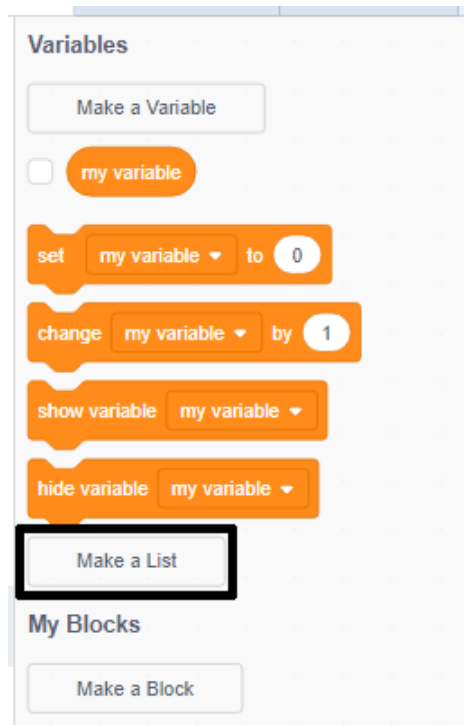 Variables
Make a Variable
my variable
set my variable to 0
change my variable by 1
show variable my variable
hide variable my variable
Make a List
My Blocks
Make a Block